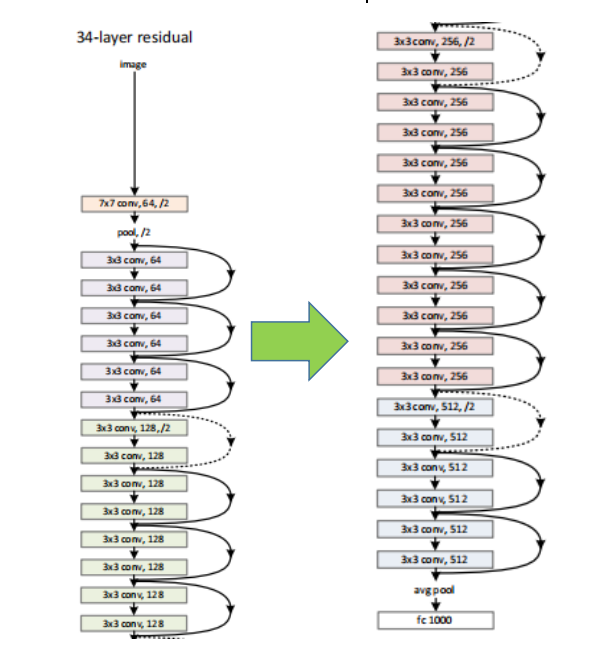 34-layer residual
image
7x7 conv, 64, /2
pool, /2
3x3 conv, 64
3x3 conv, 64
3x3 conv, 64
3x3 conv, 64
3x3 conv, 64
3x3 conv, 64
3x3 conv, 128, /2
3x3 conv, 128
3x3 conv, 128
3x3 conv, 128
3x3 conv, 128
3x3 conv, 128
3x3 conv, 128
3x3 conv, 128
3x3 conv, 256, /2
3x3 conv, 256
3x3 conv, 256
3x3 conv, 256
3x3 conv, 256
3x3 conv, 256
3x3 conv, 256
3x3 conv, 256
3x3 conv, 256
3x3 conv, 256
3x3 conv, 256
3x3 conv, 256
3x3 conv, 512, /2
3x3 conv, 512
3x3 conv, 512
3x3 conv, 512
3x3 conv, 512
3x3 conv, 512
avg pool
fc 1000